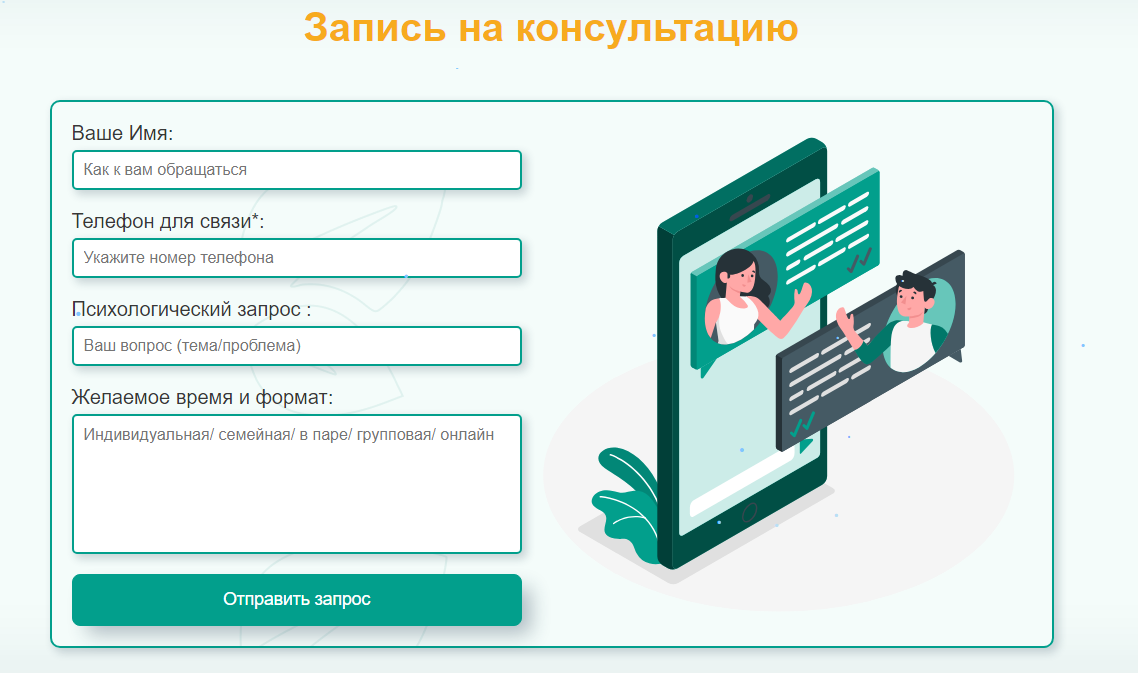 Запись на консультацию
Ваше Имя:
Как к вам обращаться
Телефон для связи*:
Укажите номер телефона
Психологический запрос :
Ваш вопрос (тема/проблема)
Желаемое время и формат:
Индивидуальная/ семейная/ в паре/ групповая/ онлайн
Отправить запрос